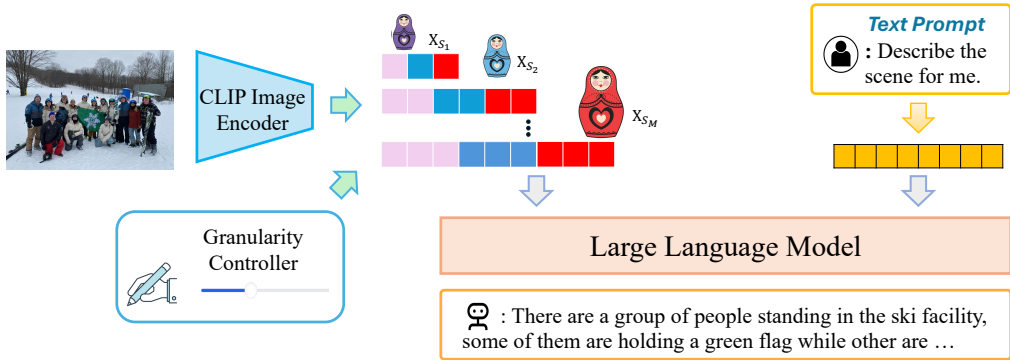 CLIP Image
Encoder
X_{S_1}
X_{S_2}
X_{S_M}
Text Prompt
: Describe the
scene for me.
Granularity
Controller
Large Language Model
: There are a group of people standing in the ski facility,
some of them are holding a green flag while other are …